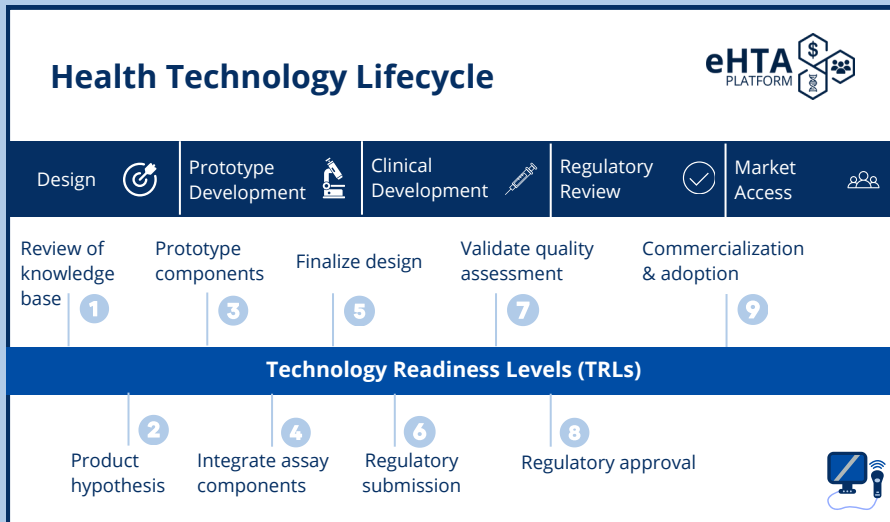 Health Technology Lifecycle
eHTA
PLATFORM
$
Design
Prototype
Development
Clinical
Development
Regulatory
Review
Market
Access
Review of
knowledge
base
1
Prototype
components
3
Finalize design
5
Validate quality
assessment
7
Commercialization
& adoption
9
Technology Readiness Levels (TRLs)
2
Product
hypothesis
4
Integrate assay
components
6
Regulatory
submission
8
Regulatory approval